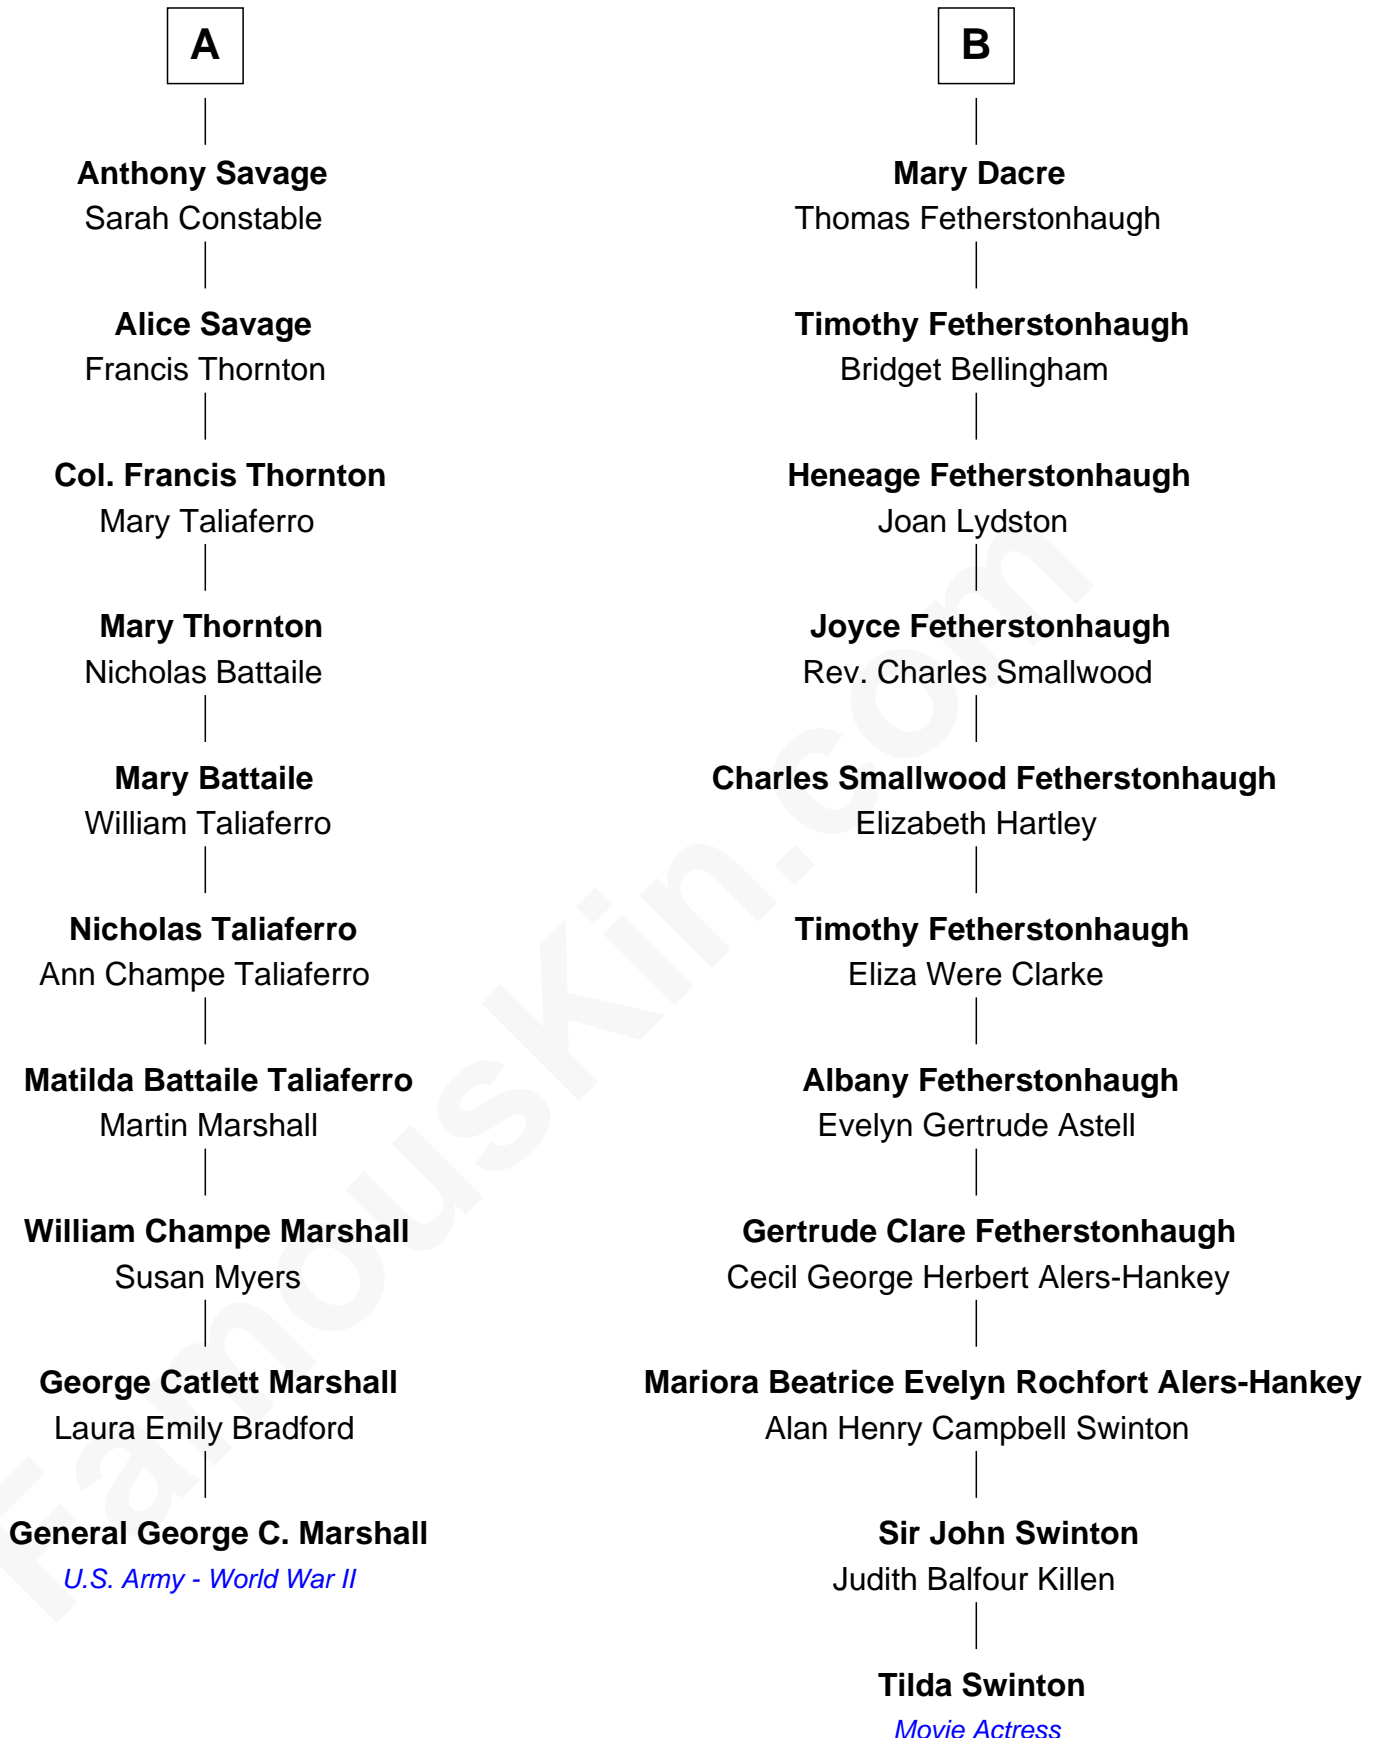 A
Anthony Savage
Sarah Constable
Alice Savage
Francis Thornton
Col. Francis Thornton
Mary Taliaferro
Mary Thornton
Nicholas Battaile
Mary Battaile
William Taliaferro
Nicholas Taliaferro
Ann Champe Taliaferro
Matilda Battaile Taliaferro
Martin Marshall
William Champe Marshall
Susan Myers
George Catlett Marshall
Laura Emily Bradford
General George C. Marshall
U.S. Army - World War II
B
Mary Dacre
Thomas Fetherstonhaugh
Timothy Fetherstonhaugh
Bridget Bellingham
Heneage Fetherstonhaugh
Joan Lydston
Joyce Fetherstonhaugh
Rev. Charles Smallwood
Charles Smallwood Fetherstonhaugh
Elizabeth Hartley
Timothy Fetherstonhaugh
Eliza Were Clarke
Albany Fetherstonhaugh
Evelyn Gertrude Astell
Gertrude Clare Fetherstonhaugh
Cecil George Herbert Alers-Hankey
Mariora Beatrice Evelyn Rochfort Alers-Hankey
Alan Henry Campbell Swinton
Sir John Swinton
Judith Balfour Killen
Tilda Swinton
Movie Actress
FamousKin.com